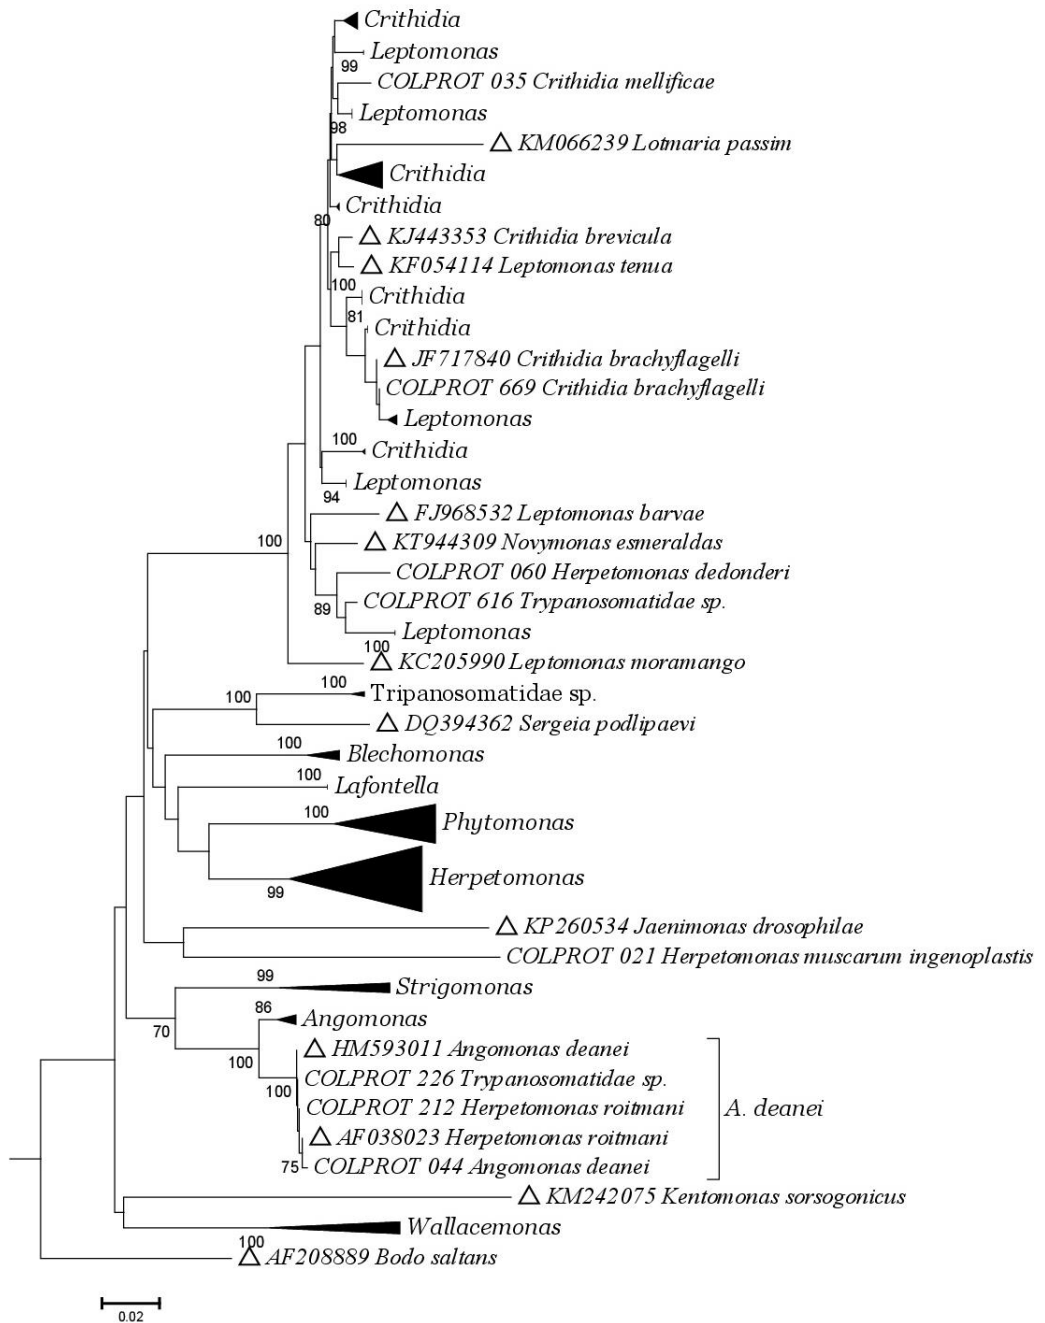 Crithidia
Leptomonas
99
COLPROT 035 Crithidia mellificae
Leptomonas
98
KM066239 Lotmaria passim
Crithidia
Crithidia
80
KJ443353 Crithidia brevicula
KF054114 Leptomonas tenua
100
Crithidia
81
Crithidia
JF717840 Crithidia brachyflagelli
COLPROT 669 Crithidia brachyflagelli
Leptomonas
100
Crithidia
Leptomonas
94
FJ968532 Leptomonas barvae
100
KT944309 Novymonas esmeraldas
COLPROT 060 Herpetomonas dedonderi
89
COLPROT 616 Trypanosomatidae sp.
Leptomonas
100
KC205990 Leptomonas moramango
100
Tripanosomatidae sp.
100
DQ394362 Sergeia podlipaevi
100
Blechomonas
100
Lafontella
100
Phytomonas
Herpetomonas
99
KP260534 Jaenimonas drosophilae
COLPROT 021 Herpetomonas muscarum ingenoplastis
99
Strigomonas
86
Angomonas
70
100
HM593011 Angomonas deanei
COLPROT 226 Trypanosomatidae sp.
100
COLPROT 212 Herpetomonas roitmani
A. deanei
AF038023 Herpetomonas roitmani
75
COLPROT 044 Angomonas deanei
KM242075 Kentomonas sorsogonicus
Wallacemonas
100
AF208889 Bodo saltans
0.02